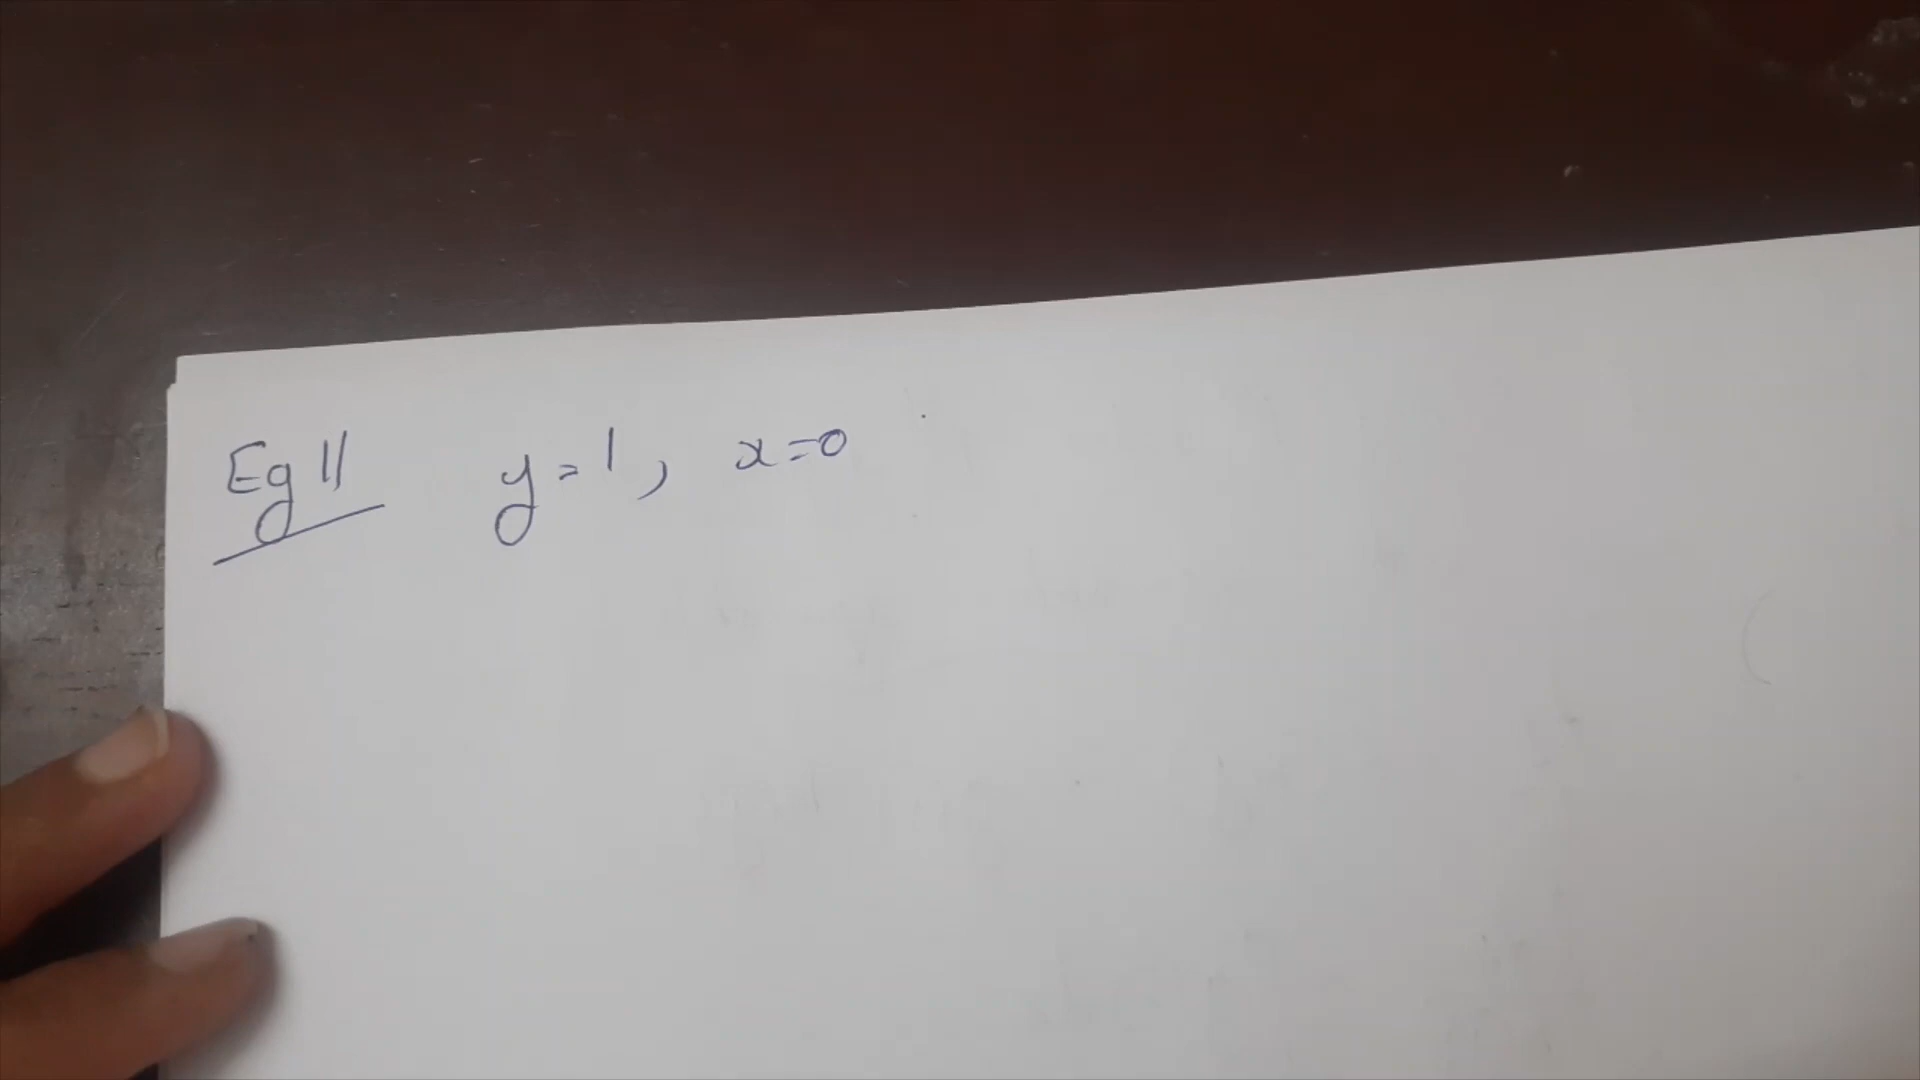 Eg 11 y = 1, x = 0